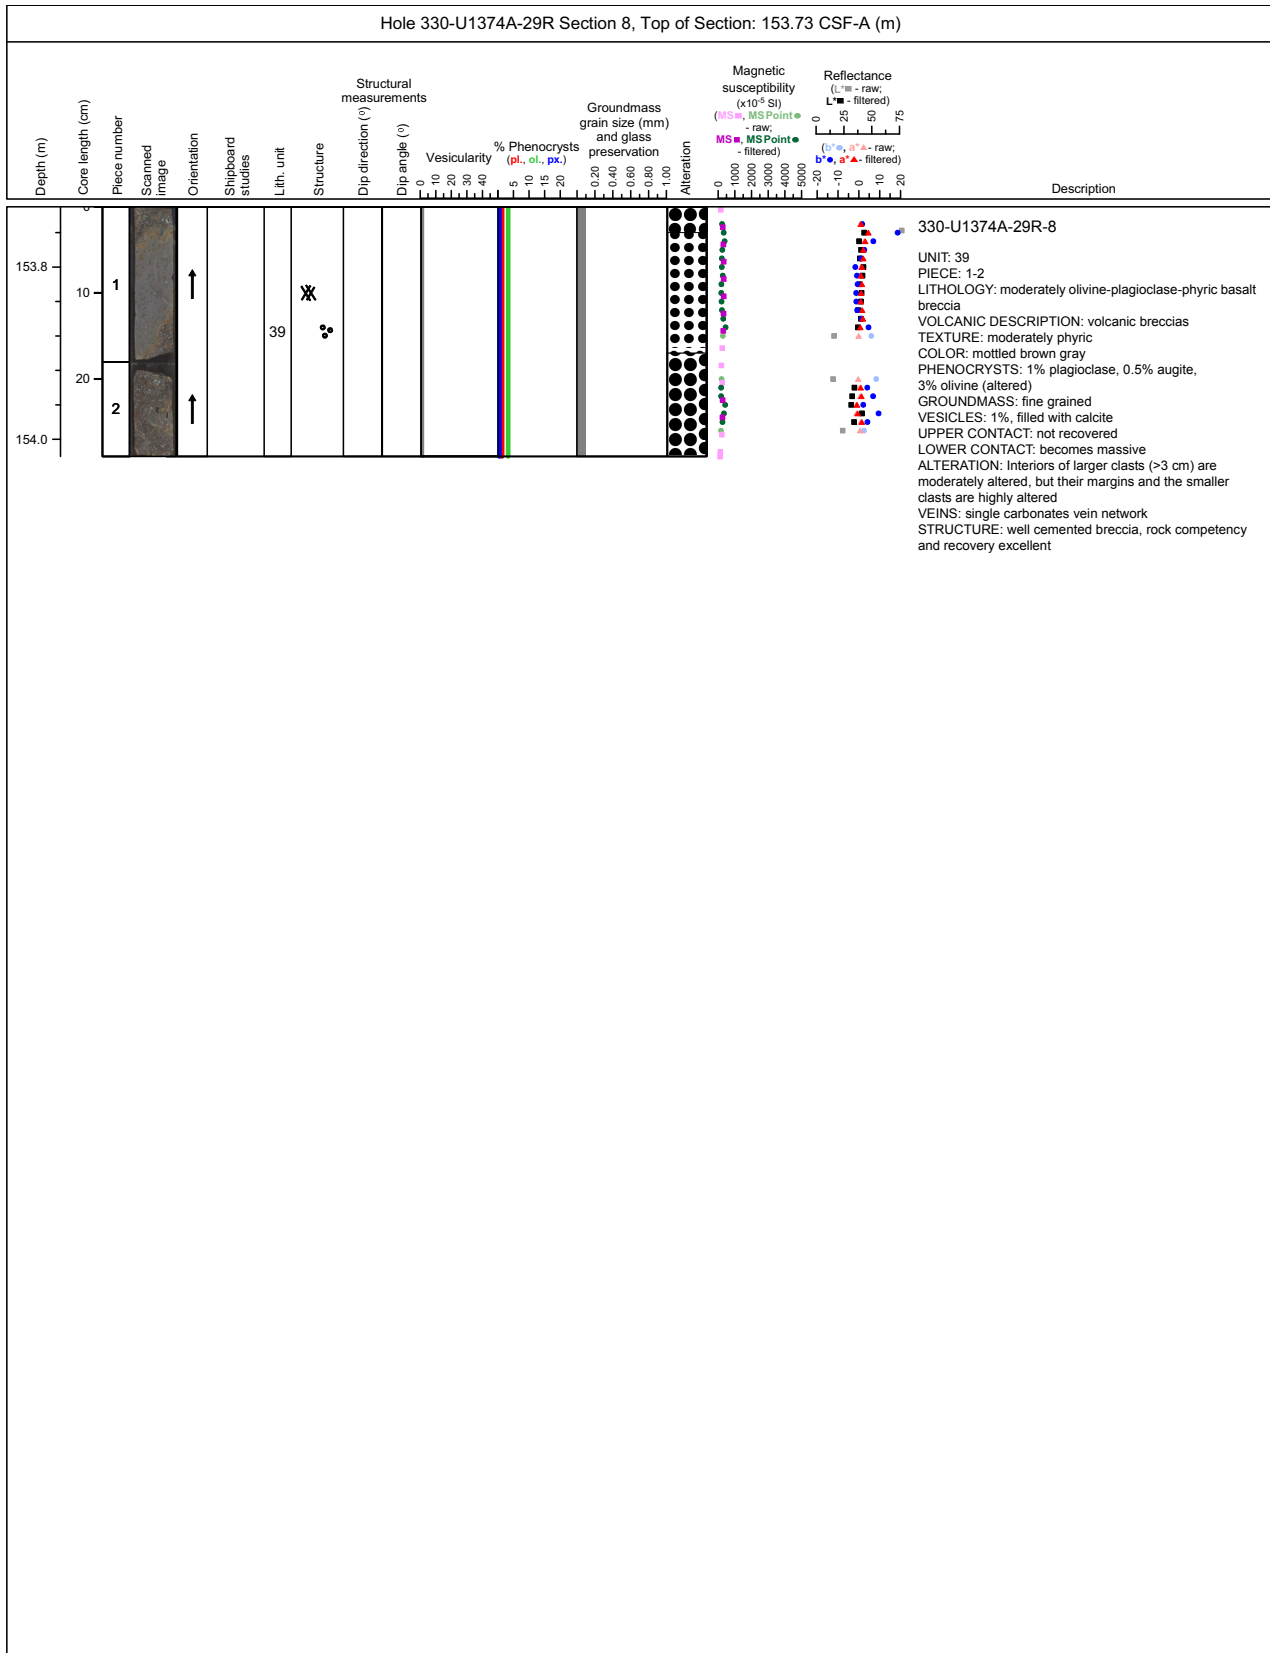 Hole 330-U1374A-29R Section 8, Top of Section: 153.73 CSF-A (m)
Depth (m)
Core length (cm)
Piece number
Scanned
image
Orientation
Shipboard
studies
Lith. unit
Structure
Structural
measurements
Dip direction (º)
Dip angle (º)
Vesicularity
0 10 20 30 40
% Phenocrysts
(pl., ol., px.)
5 10 15 20
Groundmass
grain size (mm)
and glass
preservation
0.20 0.40 0.60 0.80 1.00
Alteration
Magnetic
susceptibility
(x10-5 SI)
(MS■, MSPoint●
- raw;
MS■, MSPoint●
- filtered)
0 1000 2000 3000 4000 5000
Reflectance
(L*■ - raw;
L*■ - filtered)
0 25 50 75
(b*●, a*▲- raw;
b*●, a*▲- filtered)
-20 -10 0 10 20
Description
0
153.8
10
20
154.0
1
2
39
330-U1374A-29R-8
UNIT: 39
PIECE: 1-2
LITHOLOGY: moderately olivine-plagioclase-phyric basalt
breccia
VOLCANIC DESCRIPTION: volcanic breccias
TEXTURE: moderately phyric
COLOR: mottled brown gray
PHENOCRYSTS: 1% plagioclase, 0.5% augite,
3% olivine (altered)
GROUNDMASS: fine grained
VESICLES: 1%, filled with calcite
UPPER CONTACT: not recovered
LOWER CONTACT: becomes massive
ALTERATION: Interiors of larger clasts (>3 cm) are
moderately altered, but their margins and the smaller
clasts are highly altered
VEINS: single carbonates vein network
STRUCTURE: well cemented breccia, rock competency
and recovery excellent